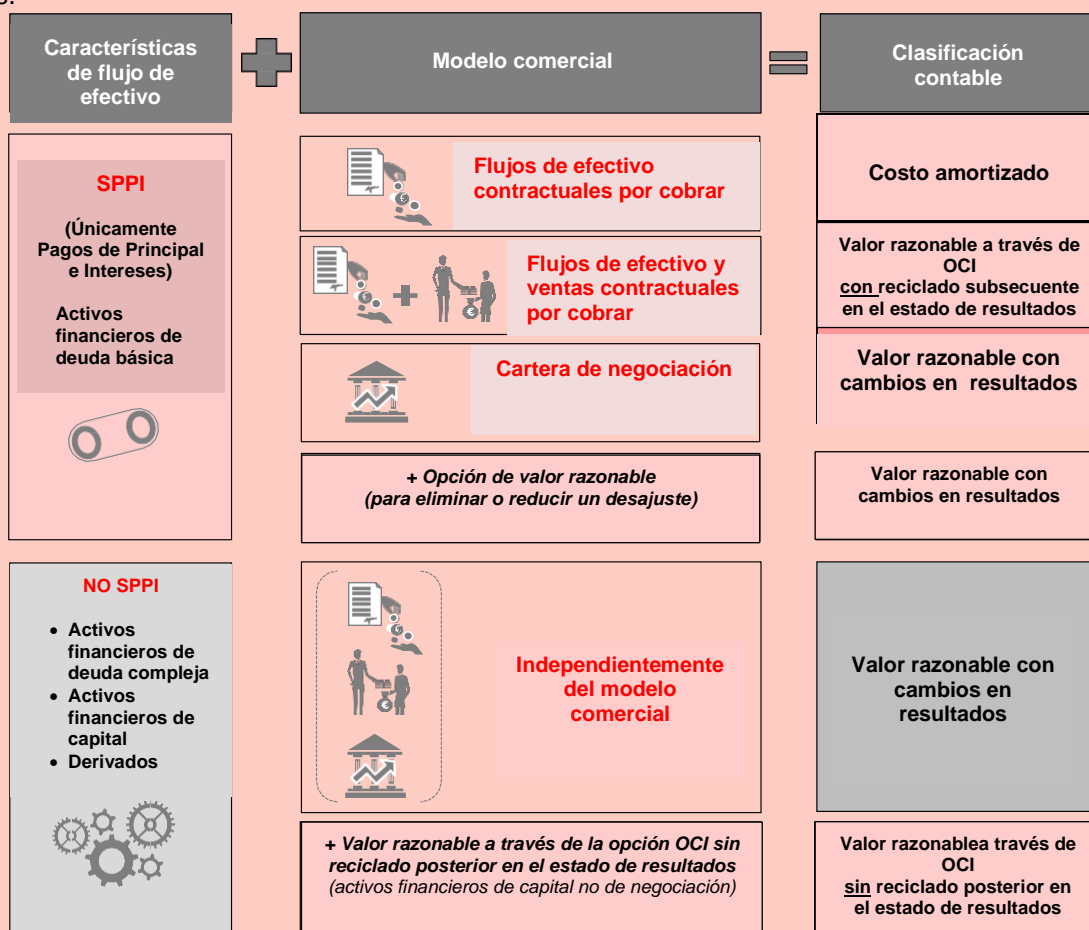 s.
Características
de flujo de
efectivo
Modelo comercial
Clasificación
contable
SPPI
(Únicamente
Pagos de Principal
e Intereses)
Activos
financieros de
deuda básica
Flujos de efectivo
contractuales por cobrar
Costo amortizado
Flujos de efectivo y
ventas contractuales
por cobrar
Valor razonable a través de
OCI
con reciclado subsecuente
en el estado de resultados
Cartera de negociación
Valor razonable con
cambios en resultados
+ Opción de valor razonable
(para eliminar o reducir un desajuste)
Valor razonable con
cambios en resultados
NO SPPI
• Activos
financieros de
deuda compleja
• Activos
financieros de
capital
• Derivados
Independientemente
del modelo
comercial
Valor razonable con
cambios en
resultados
+ Valor razonable a través de la opción OCI sin
reciclado posterior en el estado de resultados
(activos financieros de capital no de negociación)
Valor razonablea través de
OCI
sin reciclado posterior en
el estado de resultados